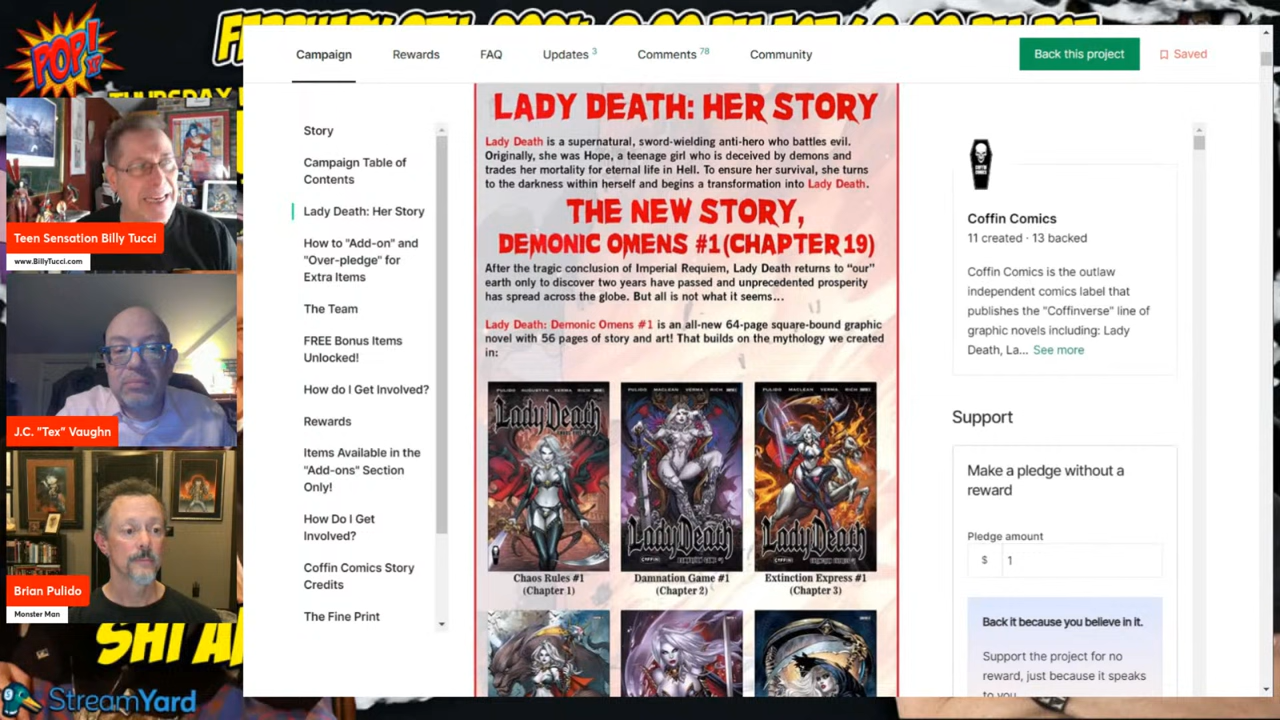 POP!
XP
THURSDAY
Teen Sensation Billy Tucci
www.BillyTucci.com
J.C. "Tex" Vaughn
Brian Pulido
Monster Man
SHI
StreamYard
Campaign
Rewards
FAQ
Updates 3
Comments 78
Community
Back this project
Saved
Story
Campaign Table of
Contents
Lady Death: Her Story
How to "Add-on" and
"Over-pledge" for
Extra Items
The Team
FREE Bonus Items
Unlocked!
How do I Get Involved?
Rewards
Items Available in the
"Add-ons" Section
Only!
How Do I Get
Involved?
Coffin Comics Story
Credits
The Fine Print
LADY DEATH: HER STORY
Lady Death is a supernatural, sword-wielding anti-hero who battles evil.
Originally, she was Hope, a teenage girl who is deceived by demons and
trades her mortality for eternal life in Hell. To ensure her survival, she turns
to the darkness within herself and begins a transformation into Lady Death.
THE NEW STORY,
DEMONIC OMENS #1 (CHAPTER 19)
After the tragic conclusion of Imperial Requiem, Lady Death returns to "our"
earth only to discover two years have passed and unprecedented prosperity
has spread across the globe. But all is not what it seems...
Lady Death: Demonic Omens #1 is an all-new 64-page square-bound graphic
novel with 56 pages of story and art! That builds on the mythology we created
in:
Lady Death
Lady Death
Lady Death
Chaos Rules #1
(Chapter 1)
Damnation Game #1
(Chapter 2)
Extinction Express #1
(Chapter 3)
COFFIN
COMICS
Coffin Comics
11 created · 13 backed
Coffin Comics is the outlaw
independent comics label that
publishes the "Coffinverse" line of
graphic novels including: Lady
Death, La... See more
Support
Make a pledge without a
reward
Pledge amount
$ 1
Back it because you believe in it.
Support the project for no
reward, just because it speaks
to you.